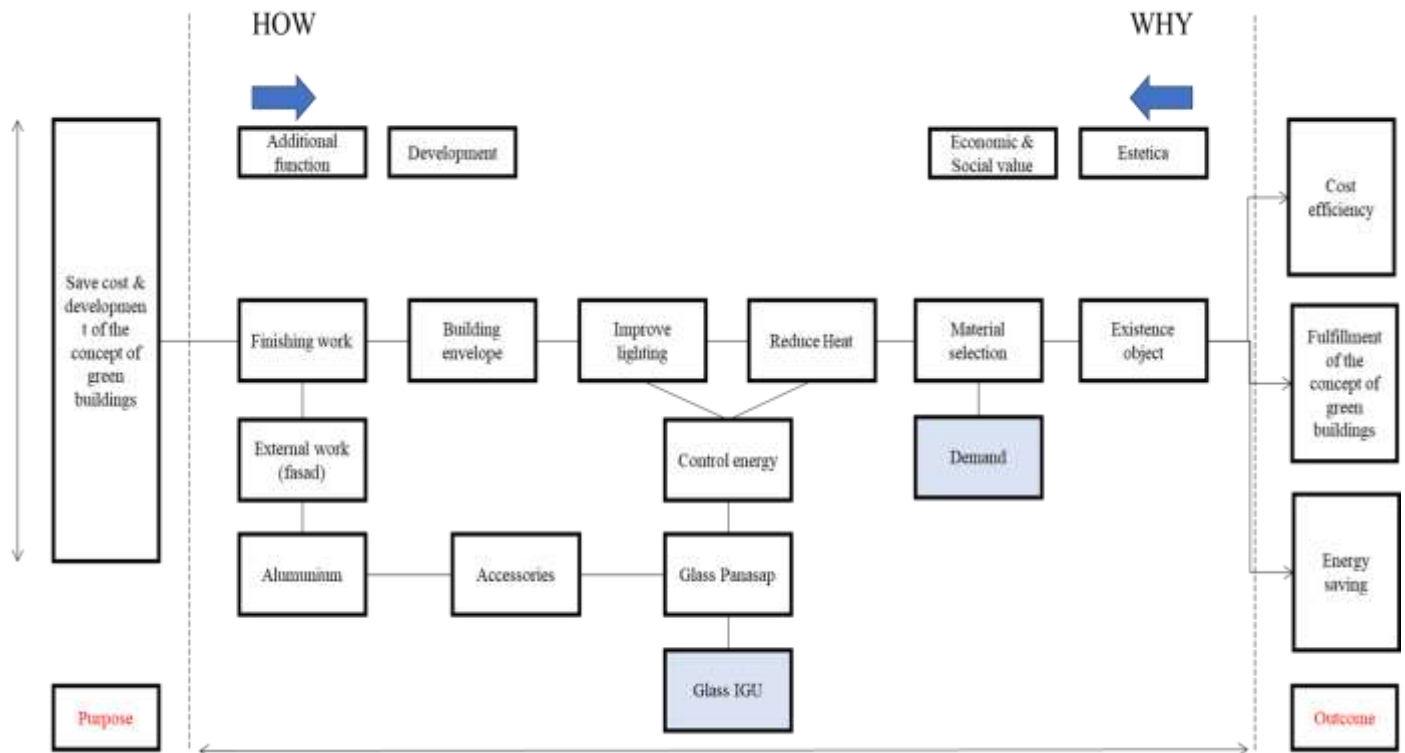 HOW
WHY
Additional
function
Development
Economic &
Social value
Estetica
Cost
efficiency
Save cost &
developmen
t of the
concept of
green
buildings
Finishing work
Building
envelope
Improve
lighting
Reduce Heat
Material
selection
Existence
object
Fulfillment
of the
concept of
green
buildings
External work
(fasad)
Control energy
Demand
Alumunium
Accessories
Glass Panasap
Energy
saving
Glass IGU
Purpose
Outcome